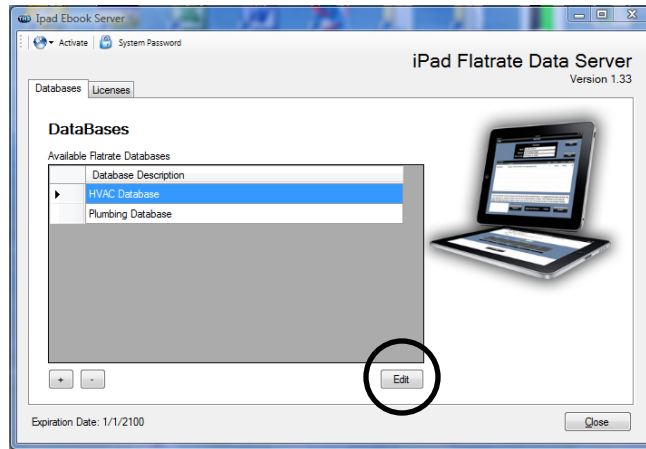 Ipad Ebook Server
Activate System Password
iPad Flatrate Data Server
Version 1.33
Databases Licenses
DataBases
Available Flatrate Databases
Database Description
HVAC Database
Plumbing Database
+ - Edit
Expiration Date: 1/1/2100 Close